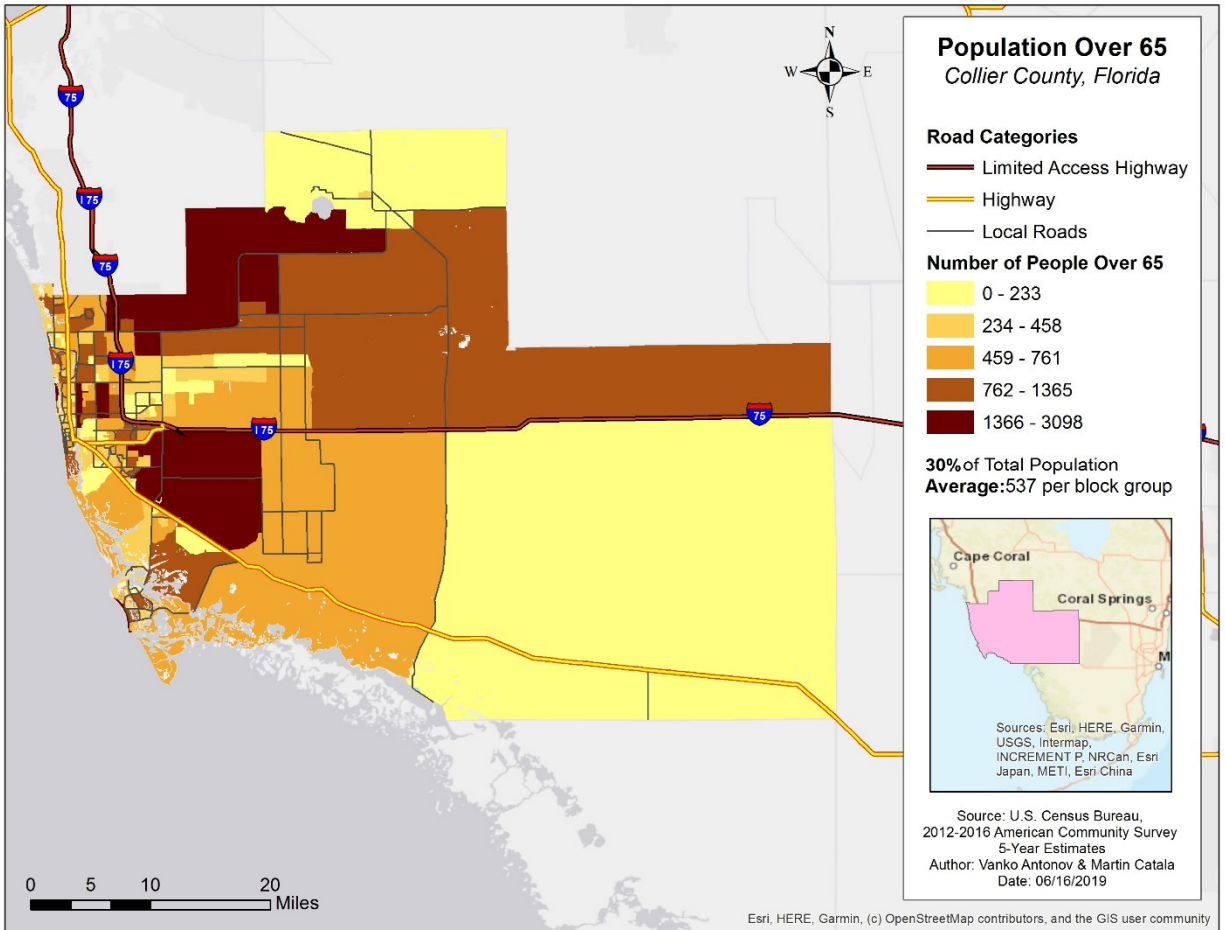 Population Over 65
Collier County, Florida
Road Categories
Limited Access Highway
Highway
Local Roads
Number of People Over 65
0 - 233
234 - 458
459 - 761
762 - 1365
1366 - 3098
30%of Total Population
Average:537 per block group
Cape Coral
Coral Springs
M
Sources: Esri, HERE, Garmin,
USGS, Intermap,
INCREMENT P, NRCan, Esri
Japan, METI, Esri China
Source: U.S. Census Bureau,
2012-2016 American Community Survey
5-Year Estimates
Author: Vanko Antonov & Martin Catala
Date: 06/16/2019
N
W E
S
75
I 75
75
I 75
I 75
75
0 5 10 20
Miles
Esri, HERE, Garmin, (c) OpenStreetMap contributors, and the GIS user community